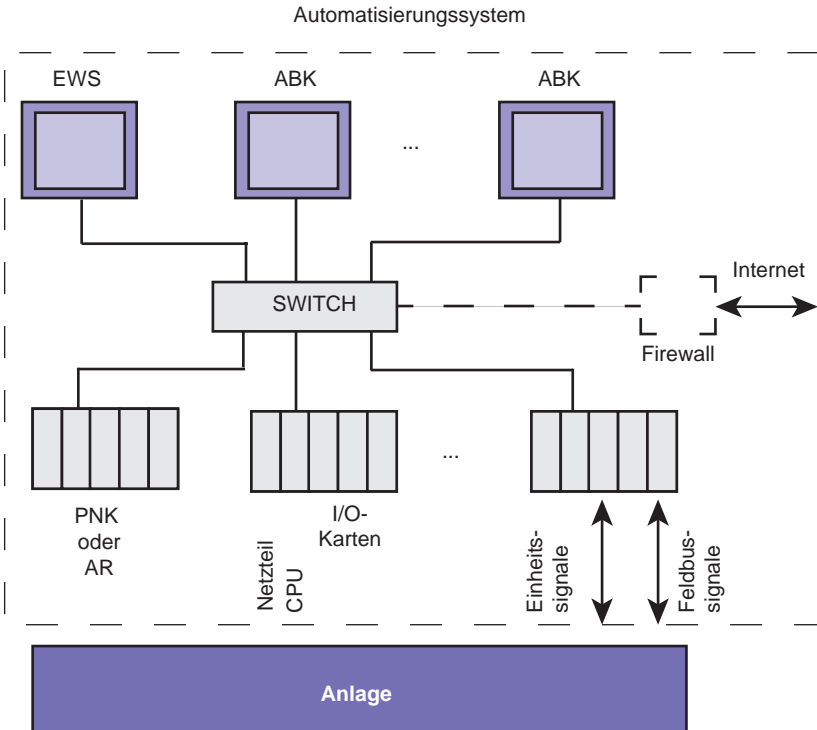 Automatisierungssystem
EWS
ABK
ABK
...
SWITCH
Internet
Firewall
...
PNK
oder
AR
I/O-
Karten
Netzteil
CPU
Einheits-
signale
Feldbus-
signale
Anlage